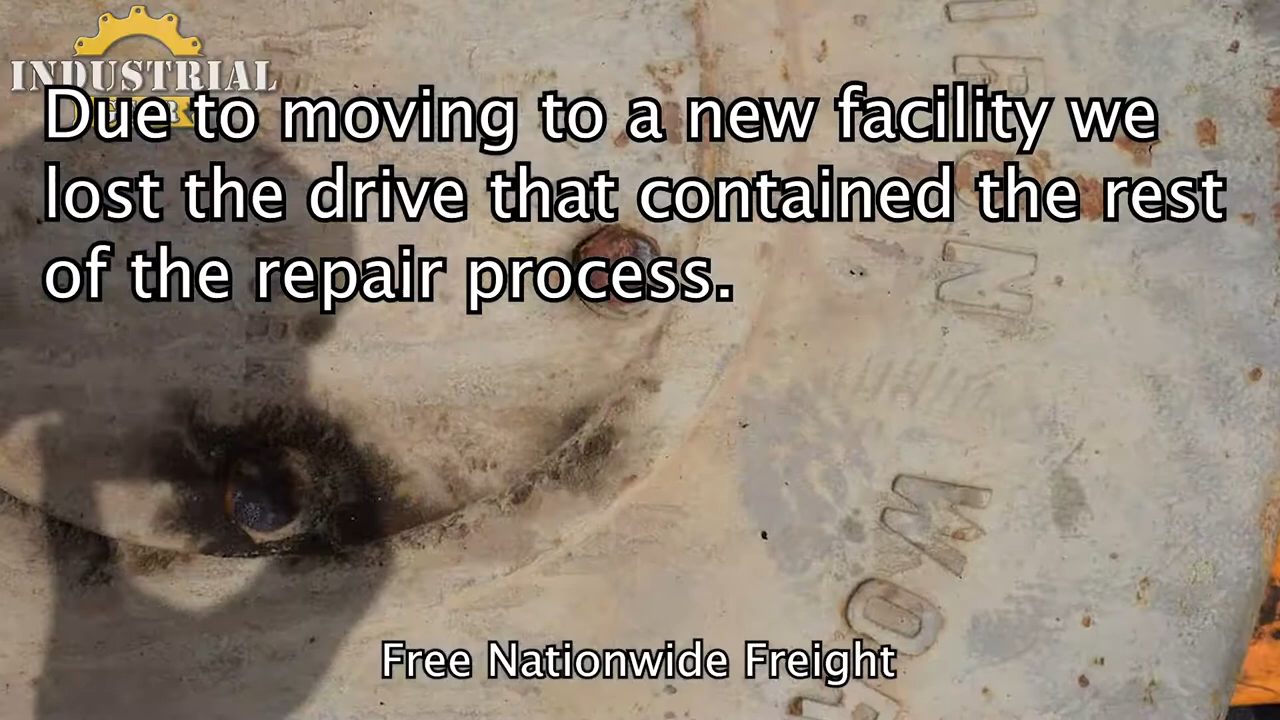 INDUSTRIAL
Due to moving to a new facility we
lost the drive that contained the rest
of the repair process.
Free Nationwide Freight